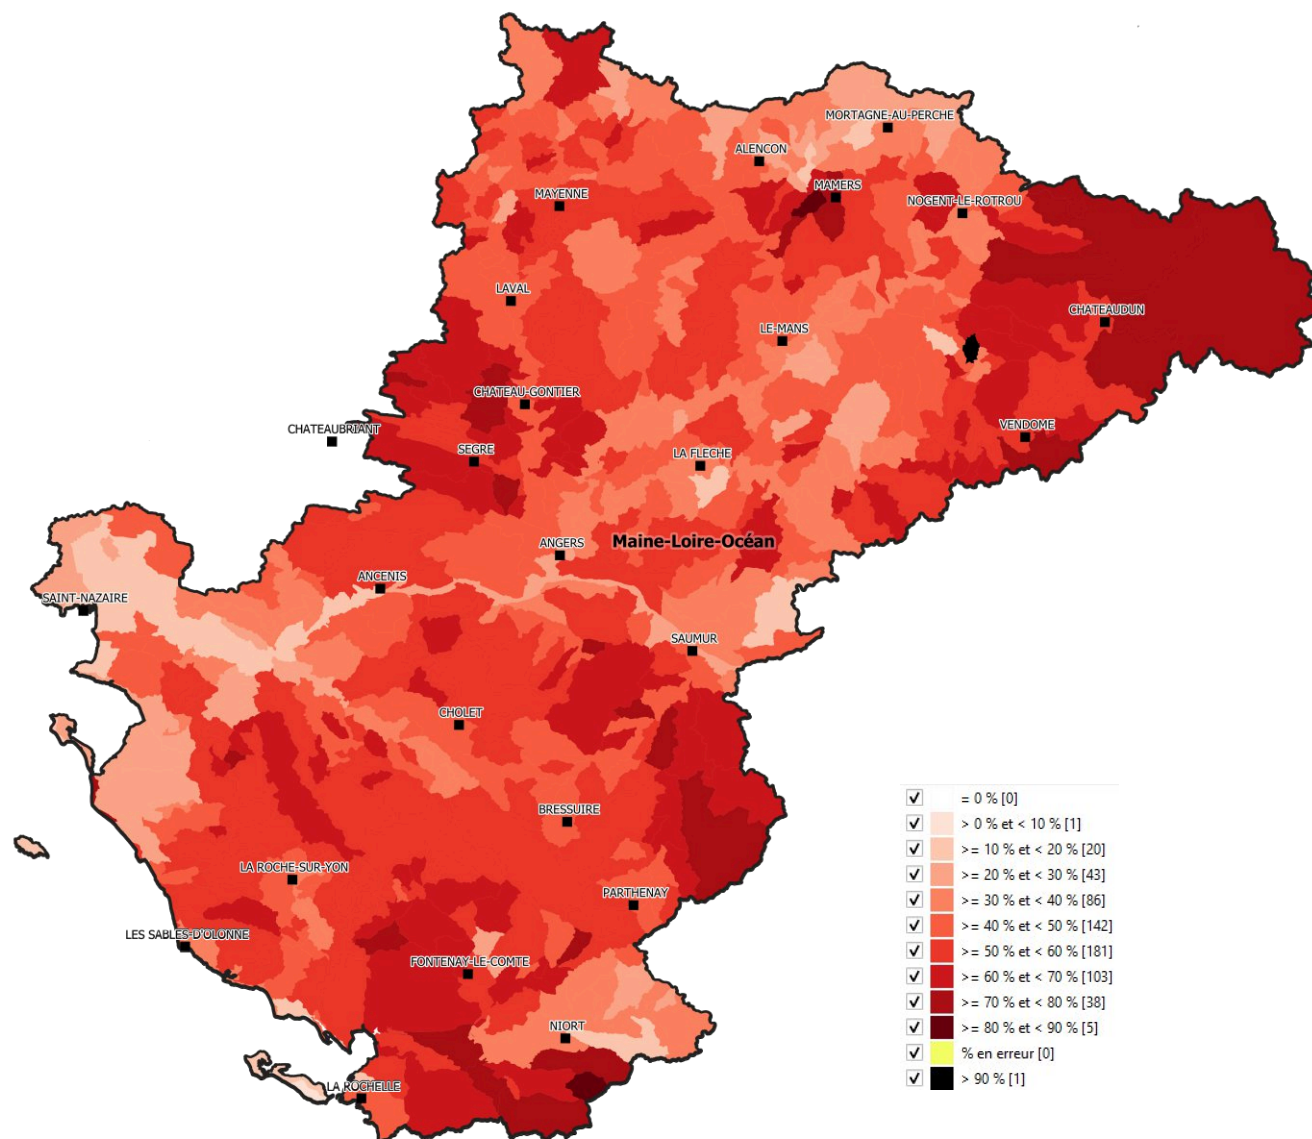 MORTAGNE-AU-PERCHE
ALENCON
MAMERS
MAYENNE
NOGENT-LE-ROTROU
LAVAL
CHATEAUDUN
LE-MANS
CHATEAU-GONTIER
CHATEAUBRIANT
VENDOME
SEGRE
LA FLECHE
Maine-Loire-Océan
ANGERS
ANCENIS
SAINT-NAZAIRE
SAUMUR
CHOLET
BRESSUIRE
LA ROCHE-SUR-YON
PARTHENAY
LES SABLES-D'OLONNE
FONTENAY-LE-COMTE
NIORT
LA ROCHELLE
= 0 % [0]
> 0 % et < 10 % [1]
>= 10 % et < 20 % [20]
>= 20 % et < 30 % [43]
>= 30 % et < 40 % [86]
>= 40 % et < 50 % [142]
>= 50 % et < 60 % [181]
>= 60 % et < 70 % [103]
>= 70 % et < 80 % [38]
>= 80 % et < 90 % [5]
% en erreur [0]
> 90 % [1]